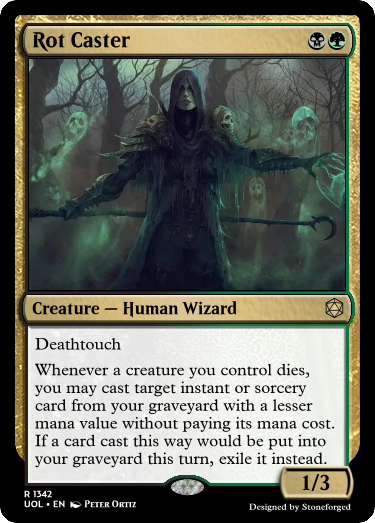 Rot Caster
Creature — Human Wizard
Deathtouch
Whenever a creature you control dies,
you may cast target instant or sorcery
card from your graveyard with a lesser
mana value without paying its mana cost.
If a card cast this way would be put into
your graveyard this turn, exile it instead.
1/3
R 1342
UOL • EN Peter Ortiz
Designed by Stoneforged